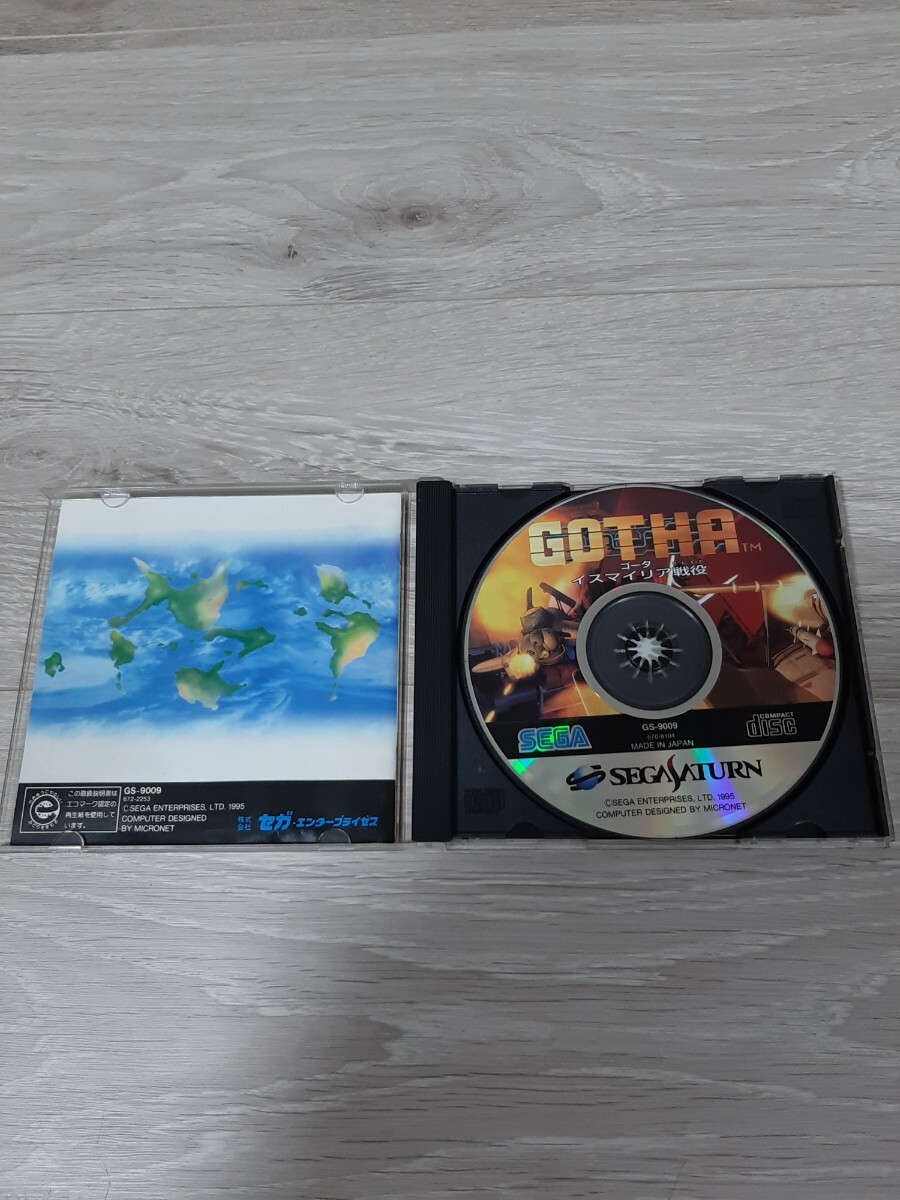 この取扱説明書は
エコマーク認定の
再生紙を使用して
います。
GS-9009
672-2253
©SEGA ENTERPRISES, LTD. 1995
COMPUTER DESIGNED
BY MICRONET
株式会社 セガ・エンタープライゼス
GOTHA™
ゴータ
イスマイリア戦役
SEGA
GS-9009
670-6104
MADE IN JAPAN
COMPACT
disc
SEGA SATURN
©SEGA ENTERPRISES, LTD. 1995
COMPUTER DESIGNED BY MICRONET